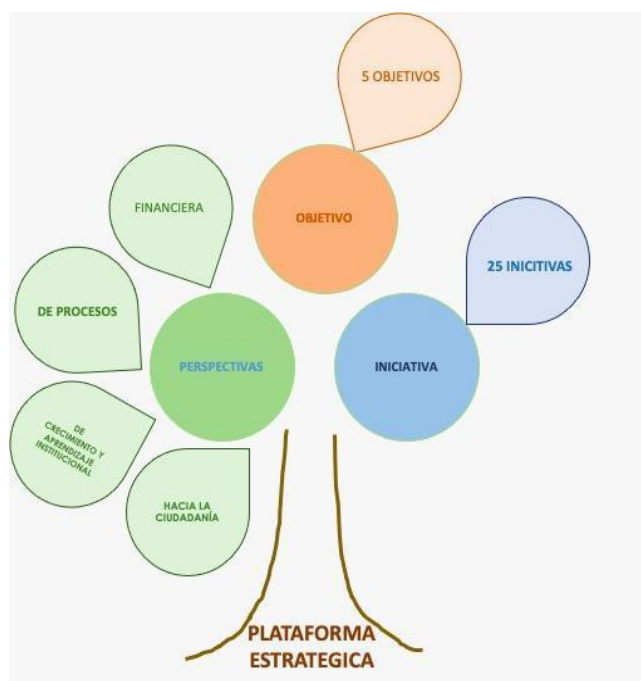 5 OBJETIVOS
FINANCIERA
OBJETIVO
25 INICITIVAS
DE PROCESOS
PERSPECTIVAS
INICIATIVA
DE
CRECIMIENTO Y
APRENDIZAJE
INSTITUCIONAL
HACIA LA
CIUDADANÍA
PLATAFORMA
ESTRATEGICA